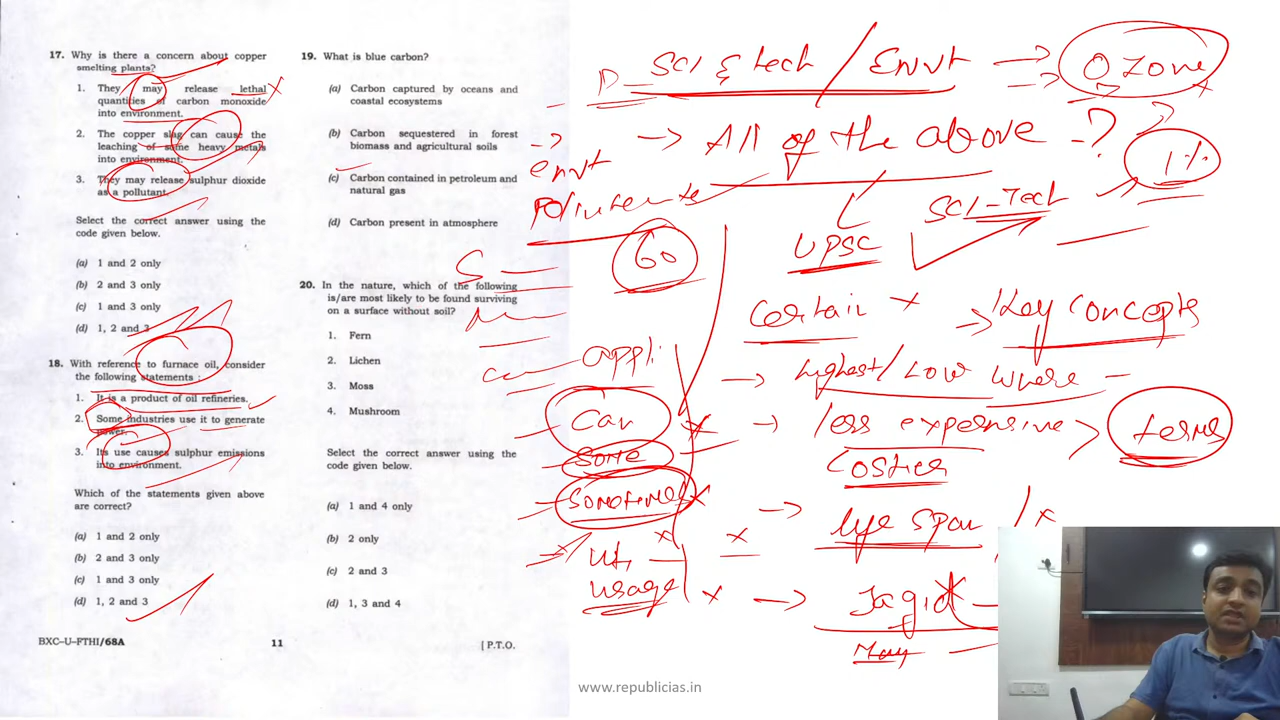 17. Why is there a concern about copper
smelting plants?
1. They may release lethal
quantities of carbon monoxide
into environment.
2. The copper slag can cause the
leaching of some heavy metals
into environment.
3. They may release sulphur dioxide
as a pollutant.
Select the correct answer using the
code given below.
(a) 1 and 2 only
(b) 2 and 3 only
(c) 1 and 3 only
(d) 1, 2 and 3
18. With reference to furnace oil, consider
the following statements :
1. It is a product of oil refineries.
2. Some industries use it to generate
power.
3. Its use causes sulphur emissions
into environment.
Which of the statements given above
are correct?
(a) 1 and 2 only
(b) 2 and 3 only
(c) 1 and 3 only
(d) 1, 2 and 3
BXC-U-FTHI/68A
11
19. What is blue carbon?
(a) Carbon captured by oceans and
coastal ecosystems
(b) Carbon sequestered in forest
biomass and agricultural soils
(c) Carbon contained in petroleum and
natural gas
(d) Carbon present in atmosphere
20. In the nature, which of the following
is/are most likely to be found surviving
on a surface without soil?
1. Fern
2. Lichen
3. Moss
4. Mushroom
Select the correct answer using the
code given below.
(a) 1 and 4 only
(b) 2 only
(c) 2 and 3
(d) 1, 3 and 4
[ P.T.O.
SCI & tech / Envt → Ozone
→ All of the above - ?
envt
1%
SCI-Tech
UPSC
60
Certain × → Key Concepts
appli
→ highest/Low where
Can
→ less expensive > terms
Some
Costlier
Sometimes
→ life span / ×
usage
× →
May
www.republicias.in